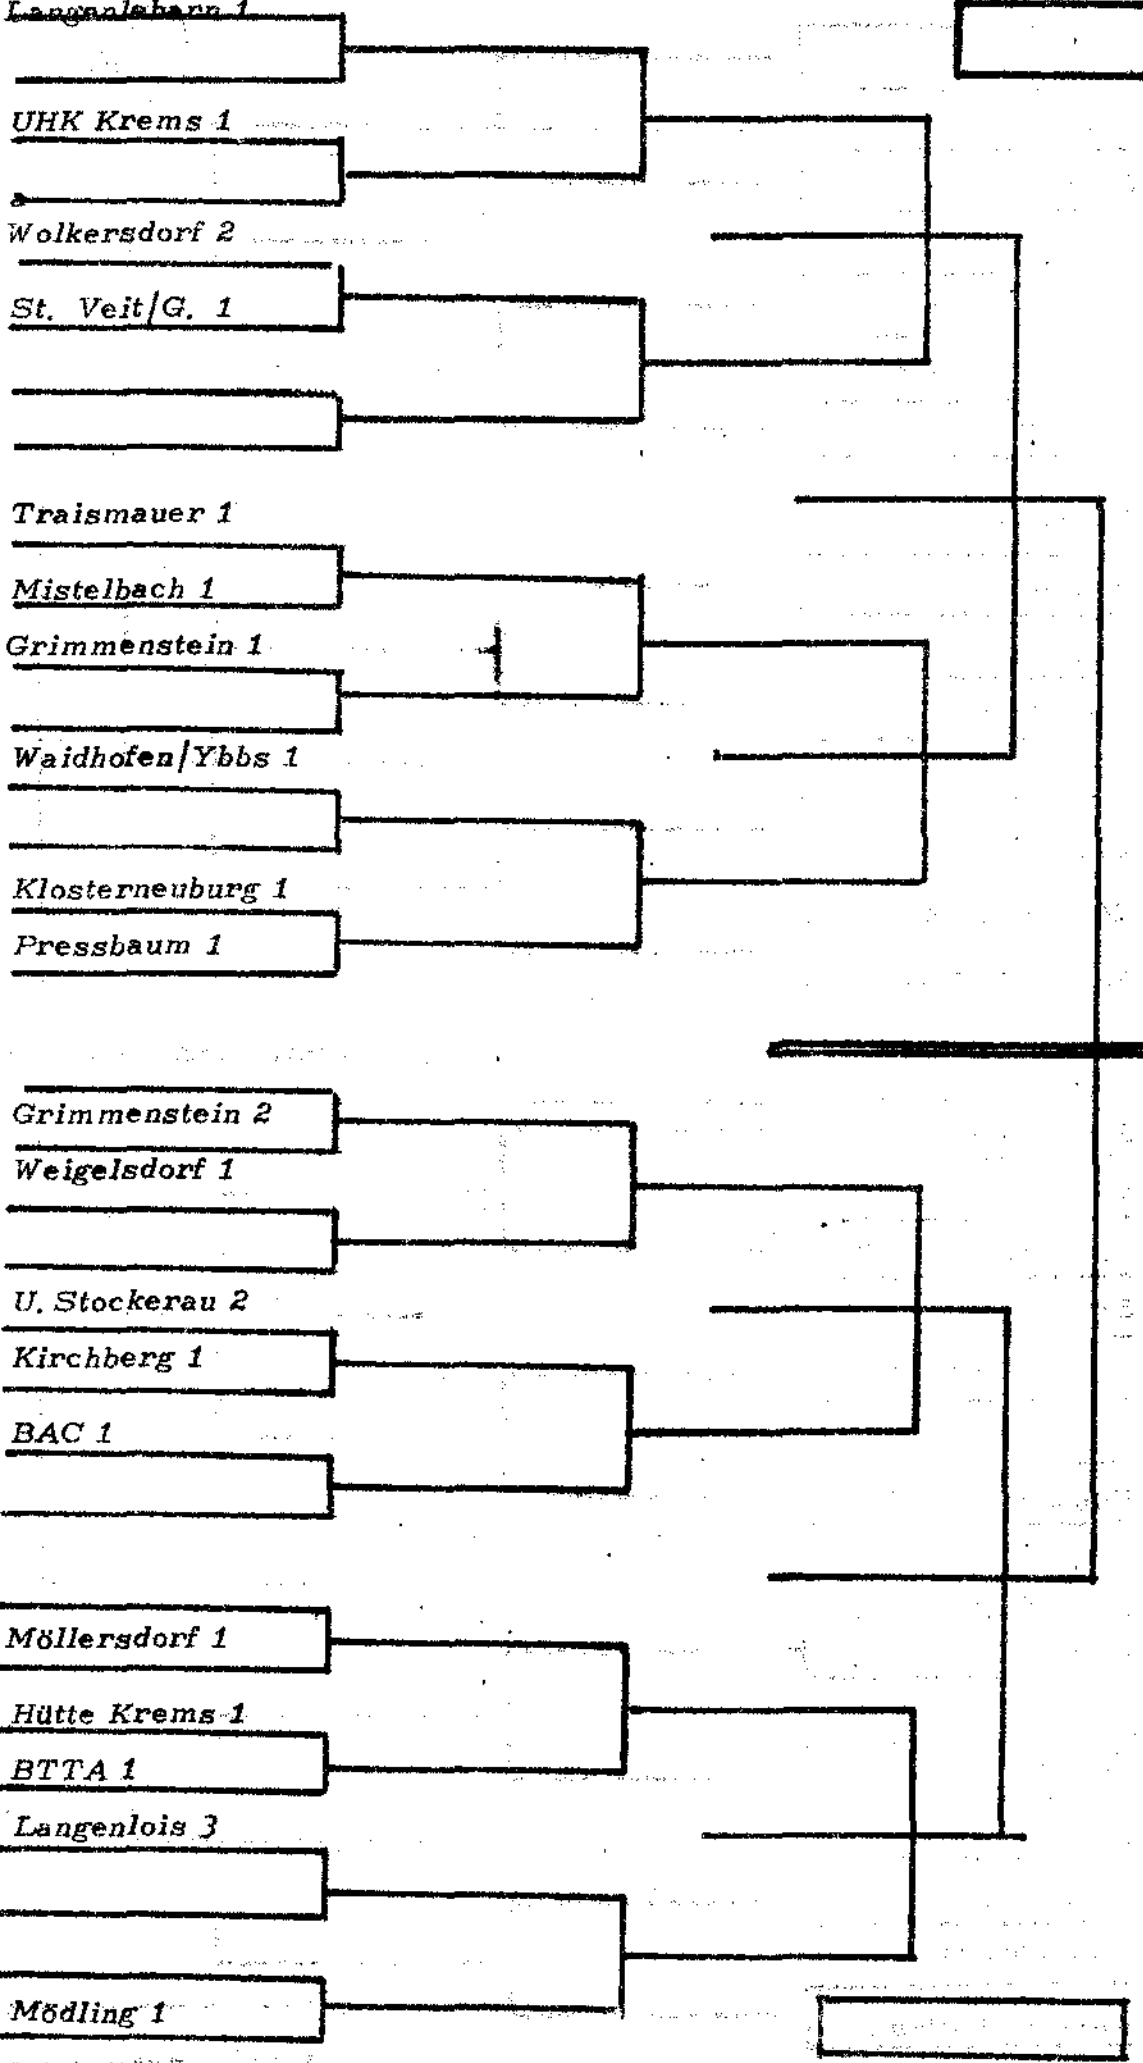 Langenlebarn 1
UHK Krems 1
Wolkersdorf 2
St. Veit/G. 1
Traismauer 1
Mistelbach 1
Grimmenstein 1
Waidhofen/Ybbs 1
Klosterneuburg 1
Pressbaum 1
Grimmenstein 2
Weigelsdorf 1
U. Stockerau 2
Kirchberg 1
BAC 1
Möllersdorf 1
Hütte Krems 1
BTTA 1
Langenlois 3
Mödling 1